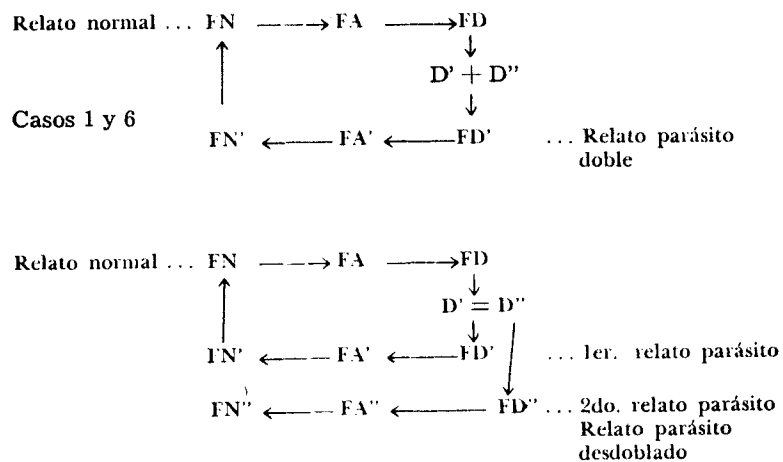 Relato normal ... FN ——→ FA ——→ FD
↓
D' + D''
Casos 1 y 6
↓
FN' ←—— FA' ←—— FD' ... Relato parásito
doble
Relato normal ... FN ——→ FA ——→ FD
↓
D' = D''
↓
FN' ←—— FA' ←—— FD' ... 1er. relato parásito
FN'' ←—— FA'' ←—— FD'' ... 2do. relato parásito
Relato parásito
desdoblado